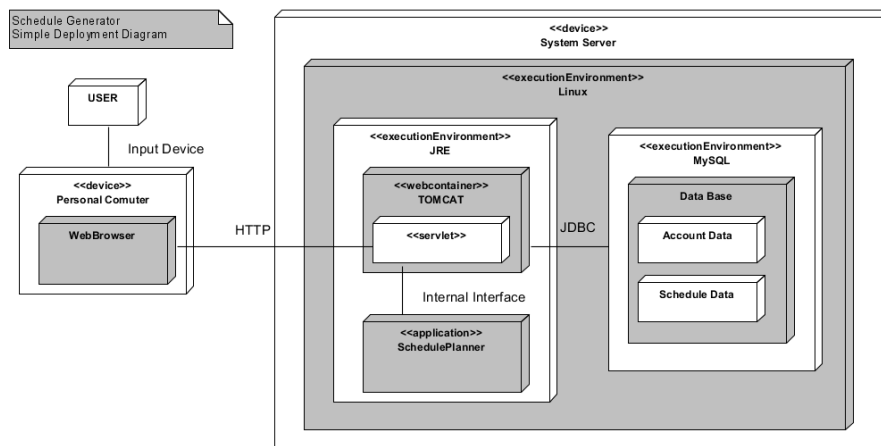 Schedule Generator
Simple Deployment Diagram
<<device>>
System Server
<<executionEnvironment>>
Linux
USER
Input Device
<<device>>
Personal Comuter
WebBrowser
HTTP
<<executionEnvironment>>
JRE
<<webcontainer>>
TOMCAT
<<servlet>>
Internal Interface
<<application>>
SchedulePlanner
JDBC
<<executionEnvironment>>
MySQL
Data Base
Account Data
Schedule Data